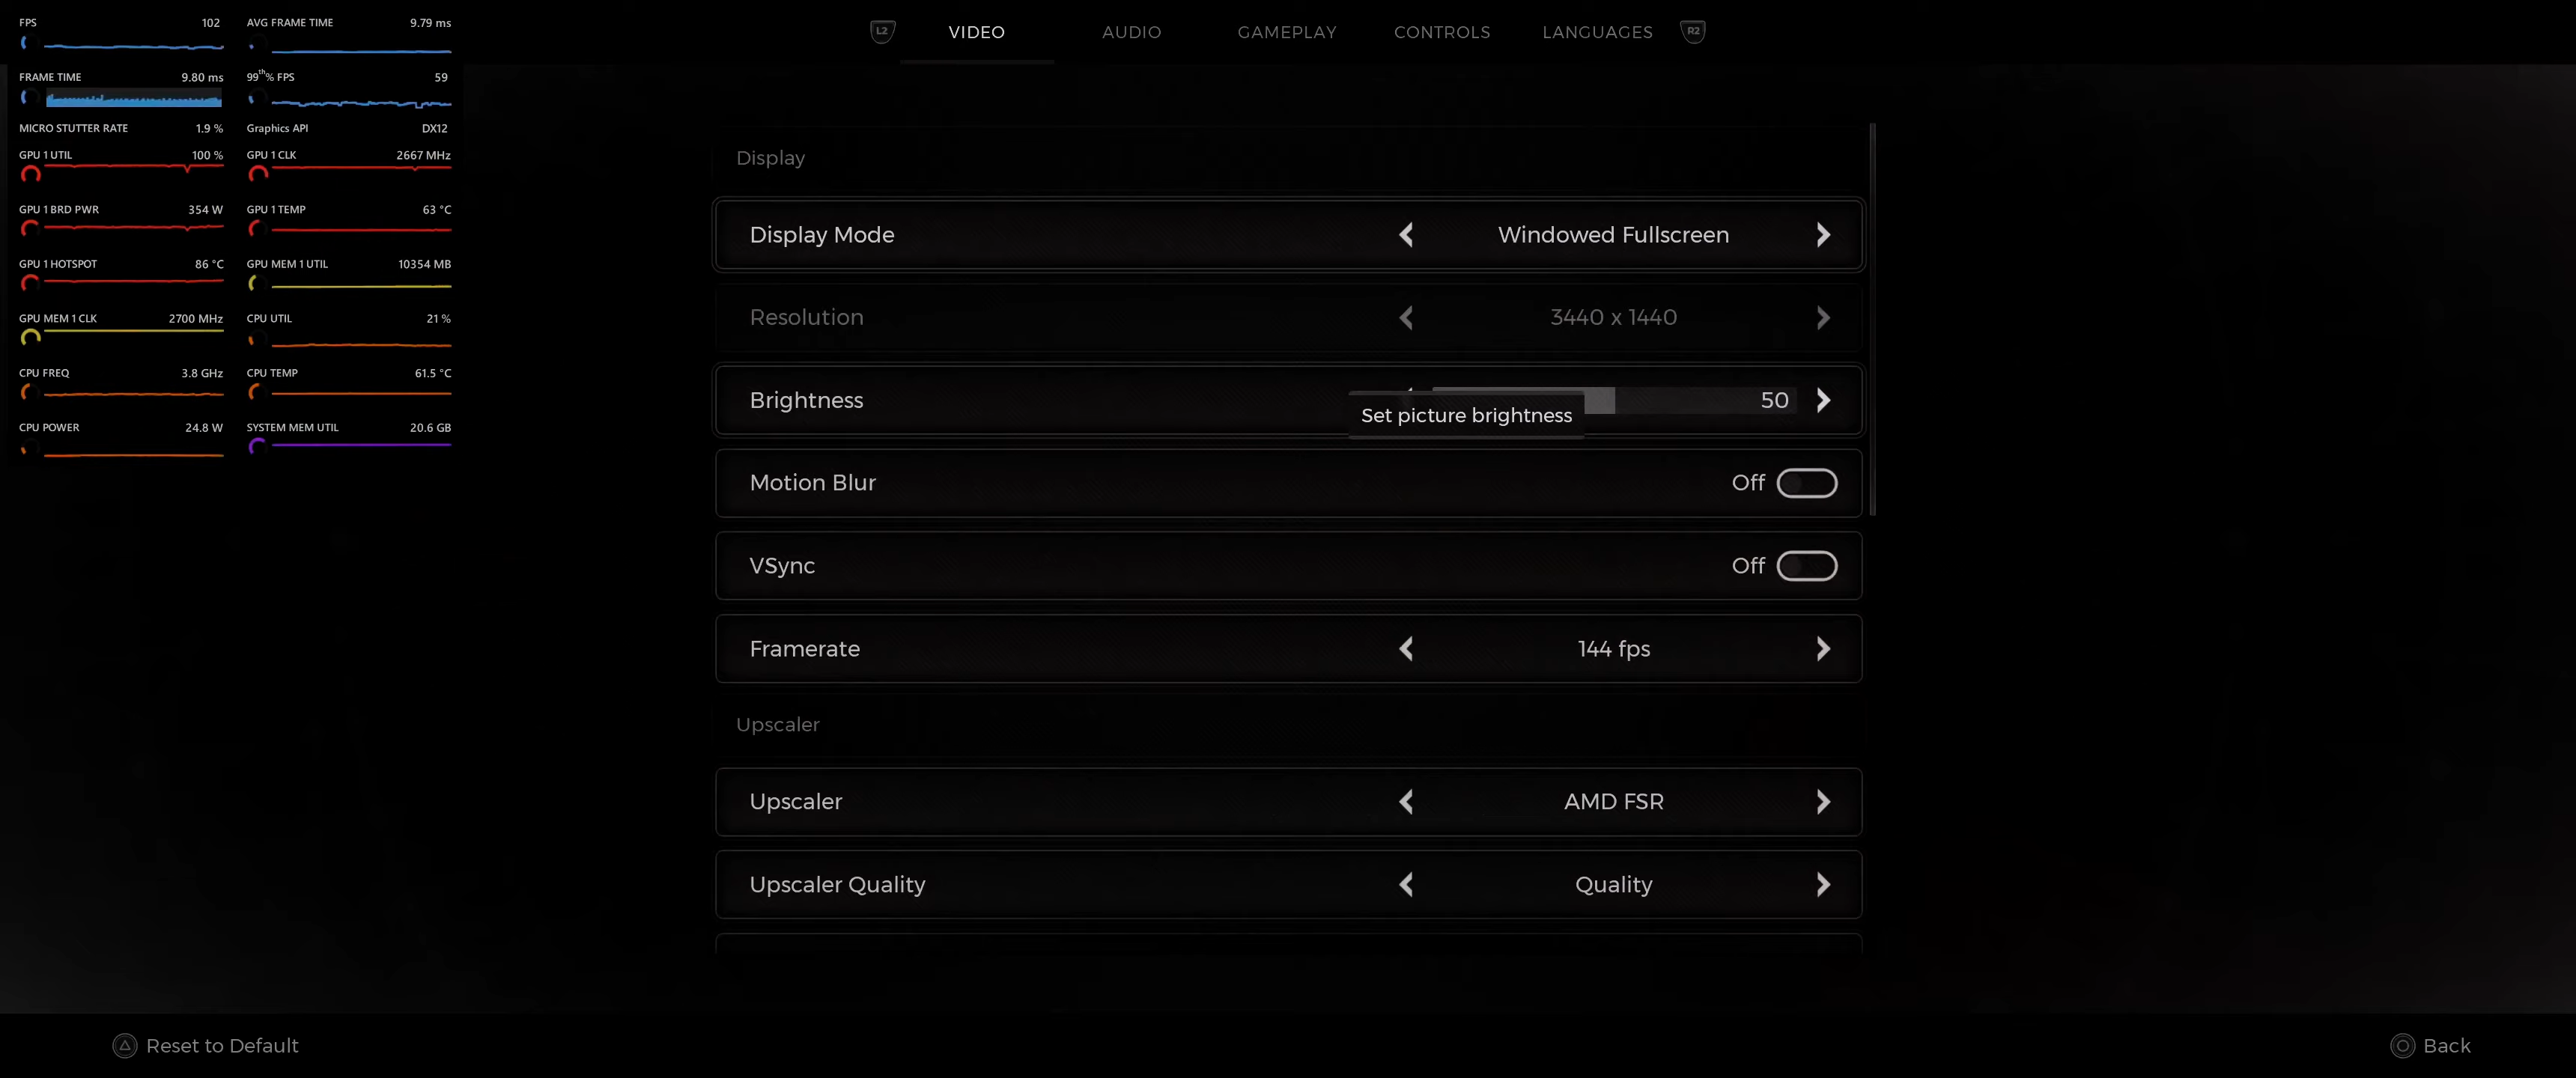 L2 VIDEO AUDIO GAMEPLAY CONTROLS LANGUAGES R2
FPS 102 AVG FRAME TIME 9.79 ms
FRAME TIME 9.80 ms 99th% FPS 59
MICRO STUTTER RATE 1.9 % Graphics API DX12
GPU 1 UTIL 100 % GPU 1 CLK 2667 MHz
GPU 1 BRD PWR 354 W GPU 1 TEMP 63 °C
GPU 1 HOTSPOT 86 °C GPU MEM 1 UTIL 10354 MB
GPU MEM 1 CLK 2700 MHz CPU UTIL 21 %
CPU FREQ 3.8 GHz CPU TEMP 61.5 °C
CPU POWER 24.8 W SYSTEM MEM UTIL 20.6 GB
Display
Display Mode Windowed Fullscreen
Resolution 3440 x 1440
Brightness 50
Set picture brightness
Motion Blur Off
VSync Off
Framerate 144 fps
Upscaler
Upscaler AMD FSR
Upscaler Quality Quality
Reset to Default Back